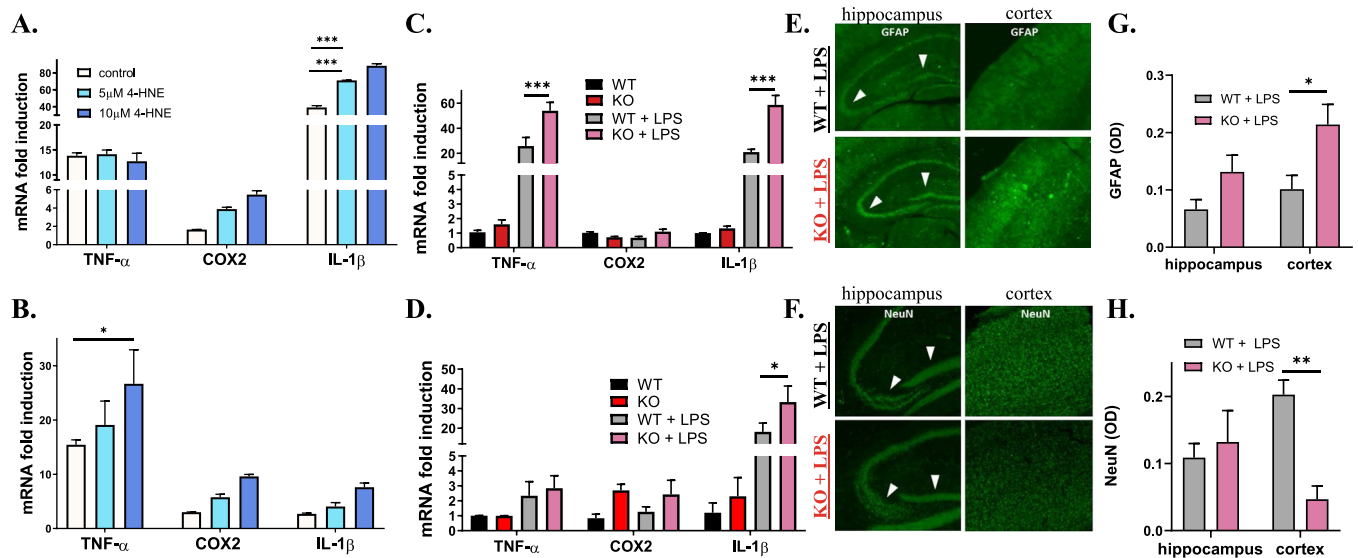 A.
mRNA fold induction
100
80
60
40
20
15
10
6
4
2
0
***
***
control
5µM 4-HNE
10µM 4-HNE
TNF-α
COX2
IL-1β
B.
mRNA fold induction
30
20
10
0
*
TNF-α
COX2
IL-1β
C.
mRNA fold induction
80
60
40
20
5
4
3
2
1
0
***
***
WT
KO
WT + LPS
KO + LPS
TNF-α
COX2
IL-1β
D.
mRNA fold induction
50
40
30
20
10
5
4
3
2
1
0
*
WT
KO
WT + LPS
KO + LPS
TNF-α
COX2
IL-1β
E.
hippocampus
cortex
GFAP
GFAP
WT + LPS
KO + LPS
F.
hippocampus
cortex
NeuN
NeuN
WT + LPS
KO + LPS
G.
GFAP (OD)
0.3
0.2
0.1
0.0
WT + LPS
KO + LPS
*
hippocampus
cortex
H.
NeuN (OD)
0.2
0.1
0.0
WT + LPS
KO + LPS
**
hippocampus
cortex